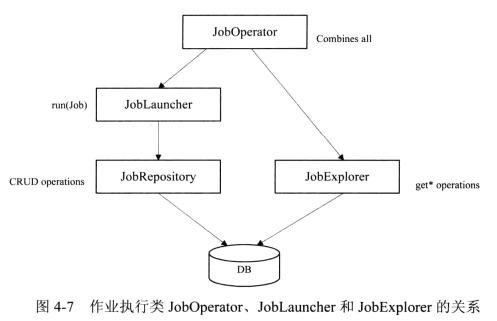 JobOperator
Combines all
run(Job)
JobLauncher
CRUD operations
JobRepository
JobExplorer
get* operations
DB
图 4-7 作业执行类 JobOperator、JobLauncher 和 JobExplorer 的关系